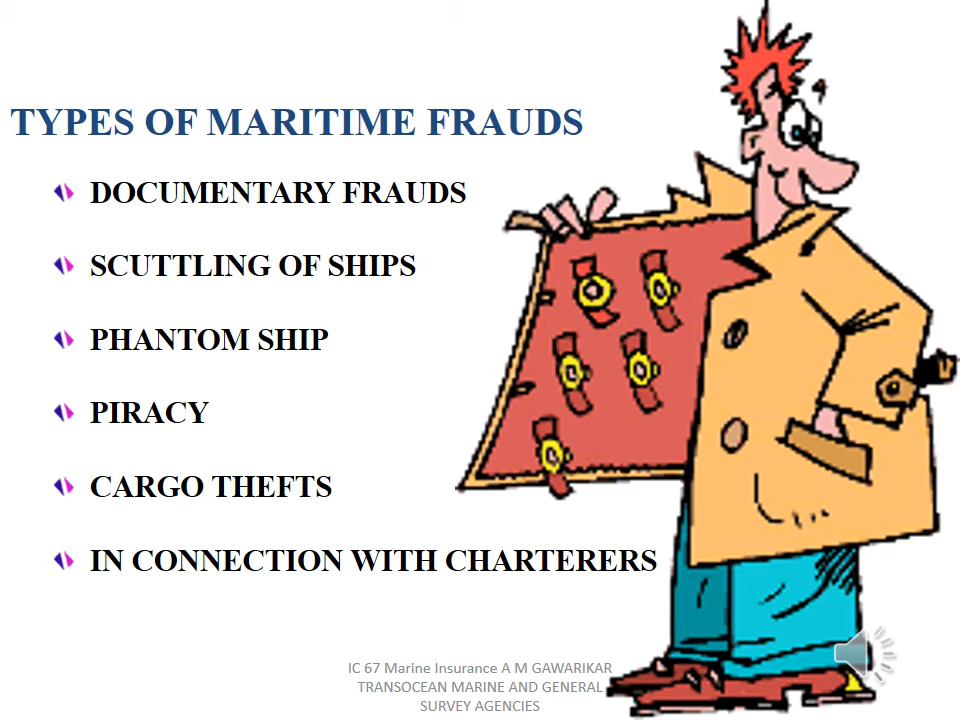 TYPES OF MARITIME FRAUDS
DOCUMENTARY FRAUDS
SCUTTLING OF SHIPS
PHANTOM SHIP
PIRACY
CARGO THEFTS
IN CONNECTION WITH CHARTERERS
IC 67 Marine Insurance A M GAWARIKAR
TRANSOCEAN MARINE AND GENERAL
SURVEY AGENCIES